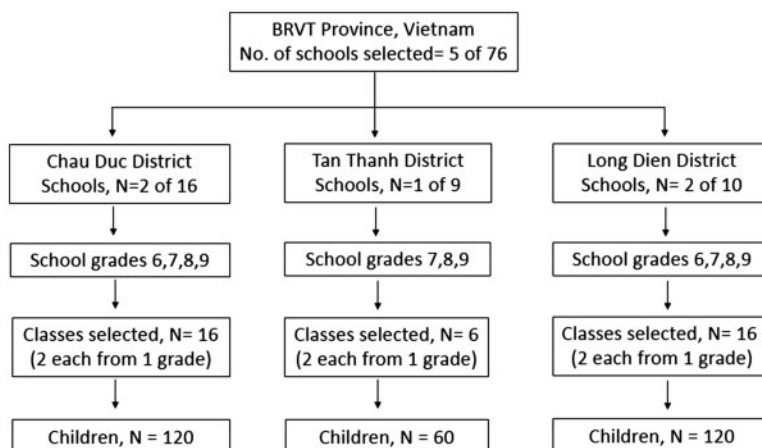 BRVT Province, Vietnam
No. of schools selected= 5 of 76
Chau Duc District
Schools, N=2 of 16
Tan Thanh District
Schools, N=1 of 9
Long Dien District
Schools, N= 2 of 10
School grades 6,7,8,9
School grades 7,8,9
School grades 6,7,8,9
Classes selected, N= 16
(2 each from 1 grade)
Classes selected, N= 6
(2 each from 1 grade)
Classes selected, N= 16
(2 each from 1 grade)
Children, N = 120
Children, N = 60
Children, N = 120